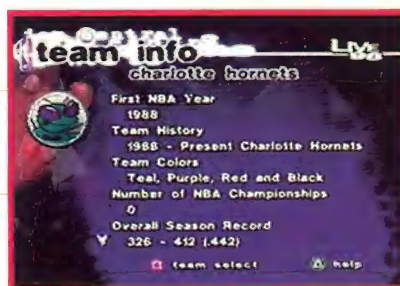 team info
Live
charlotte hornets
First NBA Year
1988
Team History
1988 - Present Charlotte Hornets
Team Colors
Teal, Purple, Red and Black
Number of NBA Championships
0
Overall Season Record
326 - 412 (.442)
team select help